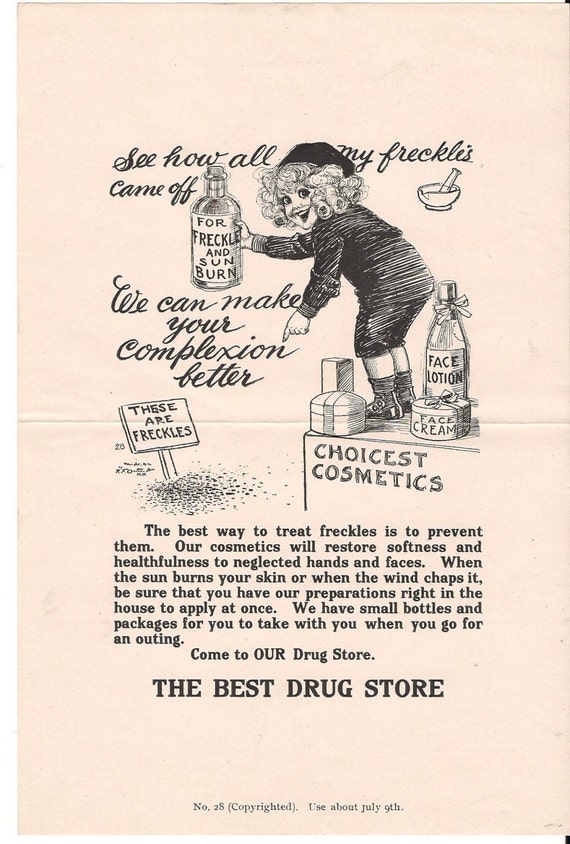 See how all my freckles
came off
FOR
FRECKLE
AND
SUN
BURN
We can make
your
Complexion
better
FACE
LOTION
FACE
CREAM
THESE
ARE
FRECKLES
28
CHOICEST
COSMETICS
The best way to treat freckles is to prevent
them. Our cosmetics will restore softness and
healthfulness to neglected hands and faces. When
the sun burns your skin or when the wind chaps it,
be sure that you have our preparations right in the
house to apply at once. We have small bottles and
packages for you to take with you when you go for
an outing.
Come to OUR Drug Store.
THE BEST DRUG STORE
No. 28 (Copyrighted). Use about July 9th.